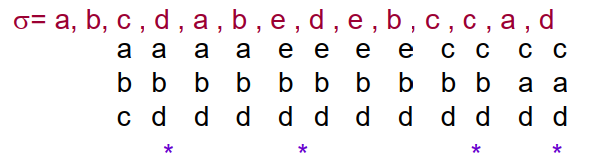 σ= a, b, c , d , a , b , e , d , e , b , c , c , a , d
a a a a e e e e c c c c
b b b b b b b b b b a a
c d d d d d d d d d d d
* * * *